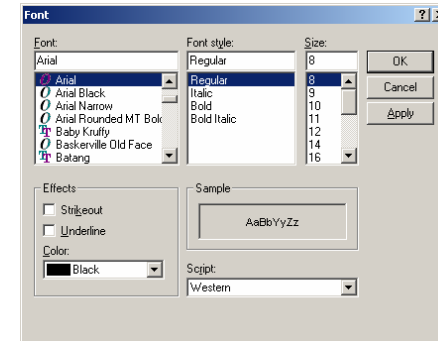 Font
Font: Font style: Size:
Arial Regular 8 OK
Arial Regular 8 Cancel
Arial Black Italic 9 Apply
Arial Narrow Bold 10
Arial Rounded MT Bold Bold Italic 11
Baby Kruffy 12
Baskerville Old Face 14
Batang 16
Effects Sample
Strikeout
Underline AaBbYyZz
Color:
Black Script:
Western